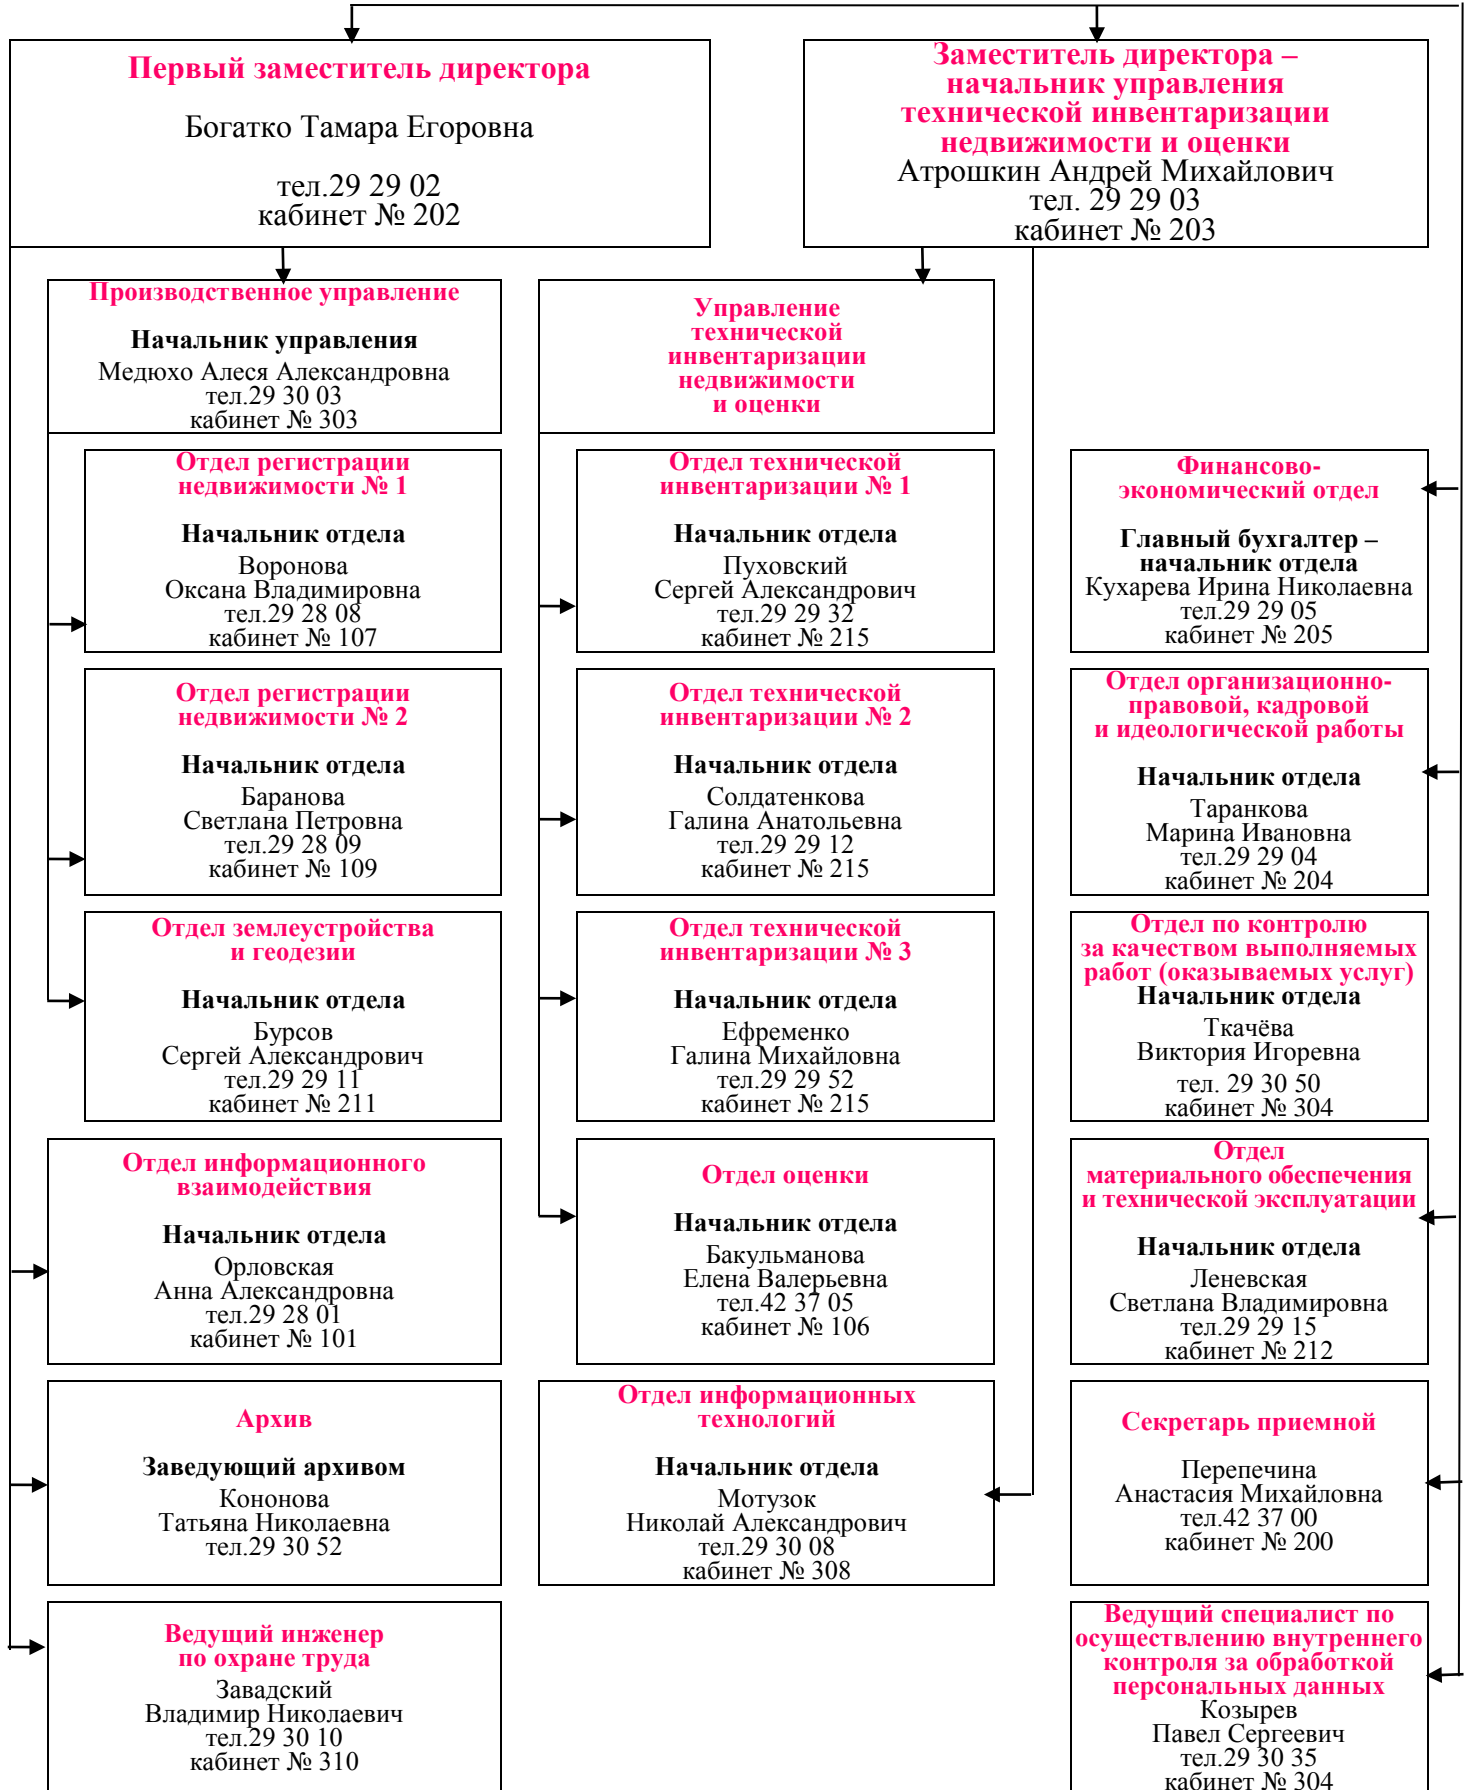 Первый заместитель директора
Богатко Тамара Егоровна
тел.29 29 02
кабинет № 202
Заместитель директора –
начальник управления
технической инвентаризации
недвижимости и оценки
Атрошкин Андрей Михайлович
тел. 29 29 03
кабинет № 203
Производственное управление
Начальник управления
Медюхо Алеся Александровна
тел.29 30 03
кабинет № 303
Управление
технической
инвентаризации
недвижимости
и оценки
Отдел регистрации
недвижимости № 1
Начальник отдела
Воронова
Оксана Владимировна
тел.29 28 08
кабинет № 107
Отдел технической
инвентаризации № 1
Начальник отдела
Пуховский
Сергей Александрович
тел.29 29 32
кабинет № 215
Финансово-
экономический отдел
Главный бухгалтер –
начальник отдела
Кухарева Ирина Николаевна
тел.29 29 05
кабинет № 205
Отдел регистрации
недвижимости № 2
Начальник отдела
Баранова
Светлана Петровна
тел.29 28 09
кабинет № 109
Отдел технической
инвентаризации № 2
Начальник отдела
Солдатенкова
Галина Анатольевна
тел.29 29 12
кабинет № 215
Отдел организационно-
правовой, кадровой
и идеологической работы
Начальник отдела
Таранкова
Марина Ивановна
тел.29 29 04
кабинет № 204
Отдел землеустройства
и геодезии
Начальник отдела
Бурсов
Сергей Александрович
тел.29 29 11
кабинет № 211
Отдел технической
инвентаризации № 3
Начальник отдела
Ефременко
Галина Михайловна
тел.29 29 52
кабинет № 215
Отдел по контролю
за качеством выполняемых
работ (оказываемых услуг)
Начальник отдела
Ткачёва
Виктория Игоревна
тел. 29 30 50
кабинет № 304
Отдел информационного
взаимодействия
Начальник отдела
Орловская
Анна Александровна
тел.29 28 01
кабинет № 101
Отдел оценки
Начальник отдела
Бакульманова
Елена Валерьевна
тел.42 37 05
кабинет № 106
Отдел
материального обеспечения
и технической эксплуатации
Начальник отдела
Леневская
Светлана Владимировна
тел.29 29 15
кабинет № 212
Архив
Заведующий архивом
Кононова
Татьяна Николаевна
тел.29 30 52
Отдел информационных
технологий
Начальник отдела
Мотузок
Николай Александрович
тел.29 30 08
кабинет № 308
Секретарь приемной
Перепечина
Анастасия Михайловна
тел.42 37 00
кабинет № 200
Ведущий инженер
по охране труда
Завадский
Владимир Николаевич
тел.29 30 10
кабинет № 310
Ведущий специалист по
осуществлению внутреннего
контроля за обработкой
персональных данных
Козырев
Павел Сергеевич
тел.29 30 35
кабинет № 304